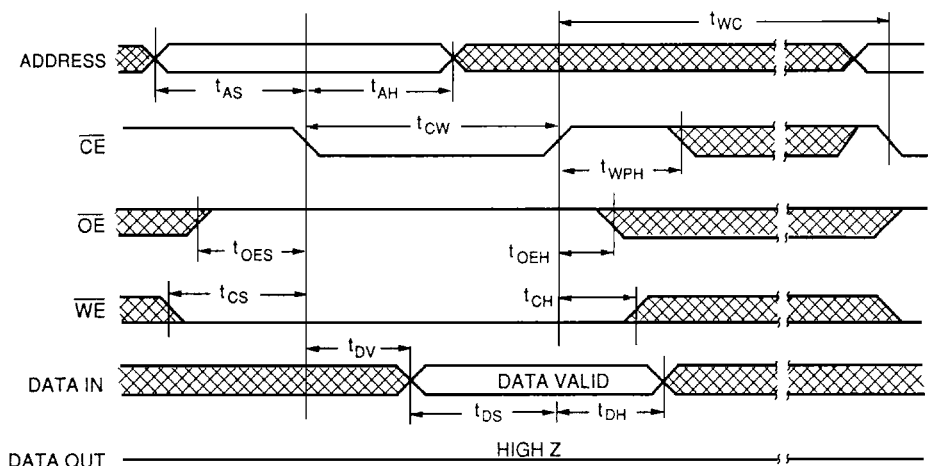 tWC
ADDRESS
tAS
tAH
tCW
CE
tWPH
OE
tOES
tOEH
tCS
tCH
WE
tDV
DATA IN
DATA VALID
tDS
tDH
HIGH Z
DATA OUT